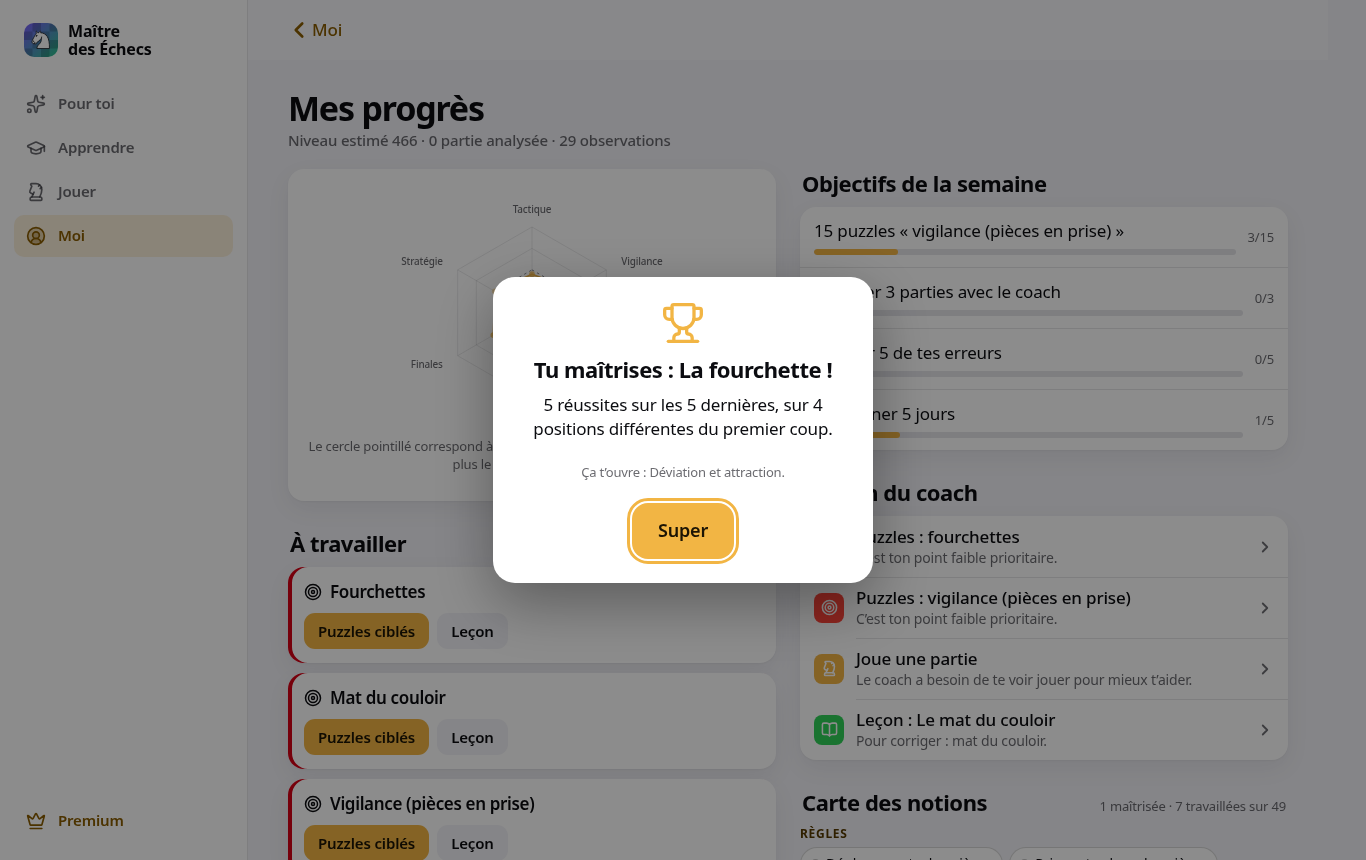 Maître
des Échecs
Pour toi
Apprendre
Jouer
Moi
Premium
Moi
Mes progrès
Niveau estimé 466 · 0 partie analysée · 29 observations
Tactique
Stratégie
Vigilance
Finales
Le cercle pointillé correspond à
plus le
À travailler
Fourchettes
Puzzles ciblés
Leçon
Mat du couloir
Puzzles ciblés
Leçon
Vigilance (pièces en prise)
Puzzles ciblés
Leçon
Tu maîtrises : La fourchette !
5 réussites sur les 5 dernières, sur 4
positions différentes du premier coup.
Ça t'ouvre : Déviation et attraction.
Super
Objectifs de la semaine
15 puzzles « vigilance (pièces en prise) »
3/15
3 parties avec le coach
0/3
5 de tes erreurs
0/5
5 jours
1/5
du coach
: fourchettes
ton point faible prioritaire.
Puzzles : vigilance (pièces en prise)
C'est ton point faible prioritaire.
Joue une partie
Le coach a besoin de te voir jouer pour mieux t'aider.
Leçon : Le mat du couloir
Pour corriger : mat du couloir.
Carte des notions
1 maîtrisée · 7 travaillées sur 49
RÈGLES